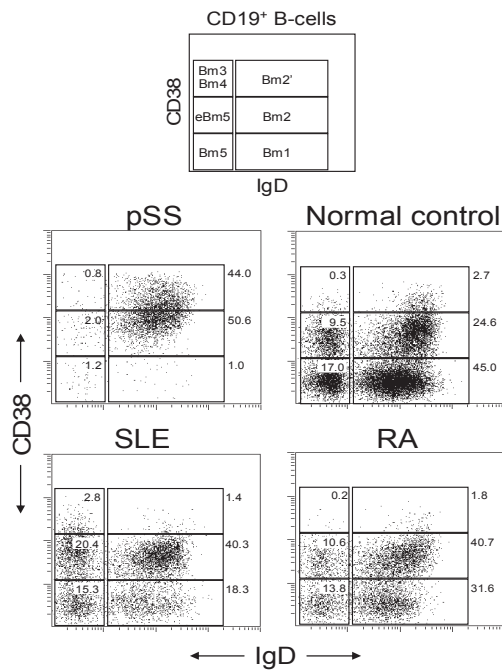 CD19⁺ B-cells
CD38
Bm3
Bm4
Bm2'
eBm5
Bm2
Bm5
Bm1
IgD
pSS
Normal control
0.8
44.0
2.0
50.6
1.2
1.0
0.3
2.7
9.5
24.6
17.0
45.0
CD38
SLE
RA
2.8
1.4
20.4
40.3
15.3
18.3
0.2
1.8
10.6
40.7
13.8
31.6
IgD